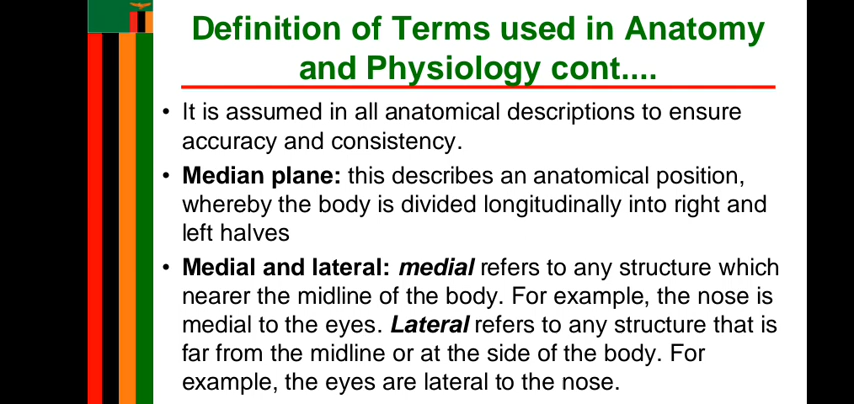 Definition of Terms used in Anatomy
and Physiology cont....
• It is assumed in all anatomical descriptions to ensure
accuracy and consistency.
• Median plane: this describes an anatomical position,
whereby the body is divided longitudinally into right and
left halves
• Medial and lateral: medial refers to any structure which
nearer the midline of the body. For example, the nose is
medial to the eyes. Lateral refers to any structure that is
far from the midline or at the side of the body. For
example, the eyes are lateral to the nose.